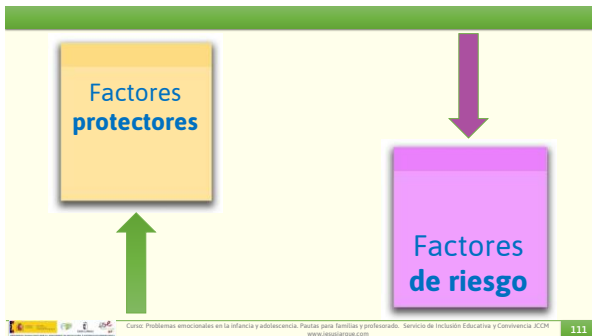 Factores
protectores
Factores
de riesgo
Curso: Problemas emocionales en la infancia y adolescencia. Pautas para familias y profesorado. Servicio de Inclusión Educativa y Convivencia JCCM
www.jesusjarque.com
111